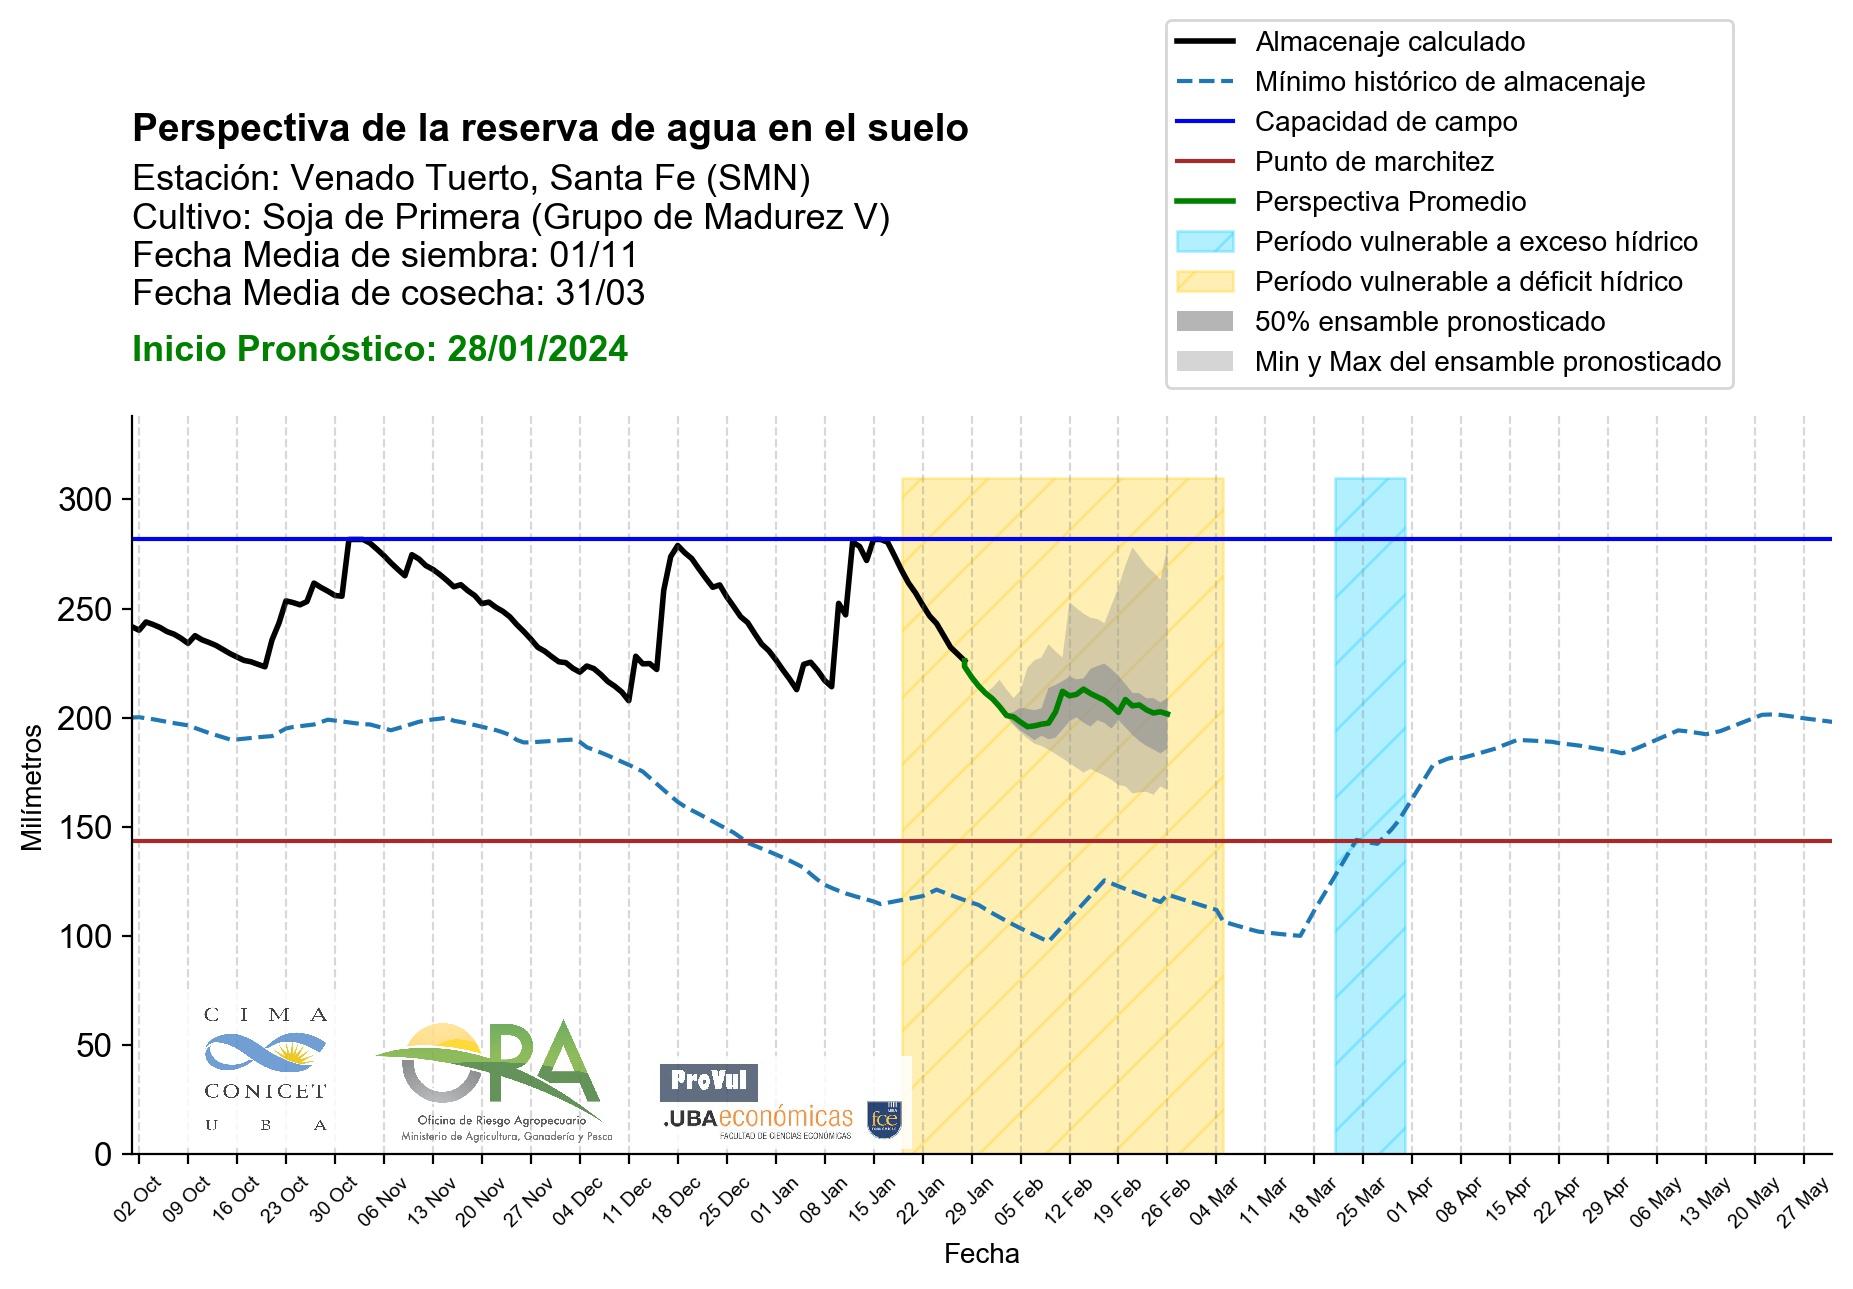 Almacenaje calculado
Mínimo histórico de almacenaje
Capacidad de campo
Punto de marchitez
Perspectiva Promedio
Período vulnerable a exceso hídrico
Período vulnerable a déficit hídrico
50% ensamble pronosticado
Min y Max del ensamble pronosticado
Perspectiva de la reserva de agua en el suelo
Estación: Venado Tuerto, Santa Fe (SMN)
Cultivo: Soja de Primera (Grupo de Madurez V)
Fecha Media de siembra: 01/11
Fecha Media de cosecha: 31/03
Inicio Pronóstico: 28/01/2024
Milímetros
300
250
200
150
100
50
0
CIMA
CONICET
UBA
ORA
Oficina de Riesgo Agropecuario
Ministerio de Agricultura, Ganadería y Pesca
ProVul
.UBAeconómicas
FACULTAD DE CIENCIAS ECONÓMICAS
fce
02 Oct
09 Oct
16 Oct
23 Oct
30 Oct
06 Nov
13 Nov
20 Nov
27 Nov
04 Dec
11 Dec
18 Dec
25 Dec
01 Jan
08 Jan
15 Jan
22 Jan
29 Jan
05 Feb
12 Feb
19 Feb
26 Feb
04 Mar
11 Mar
18 Mar
25 Mar
01 Apr
08 Apr
15 Apr
22 Apr
29 Apr
06 May
13 May
20 May
27 May
Fecha